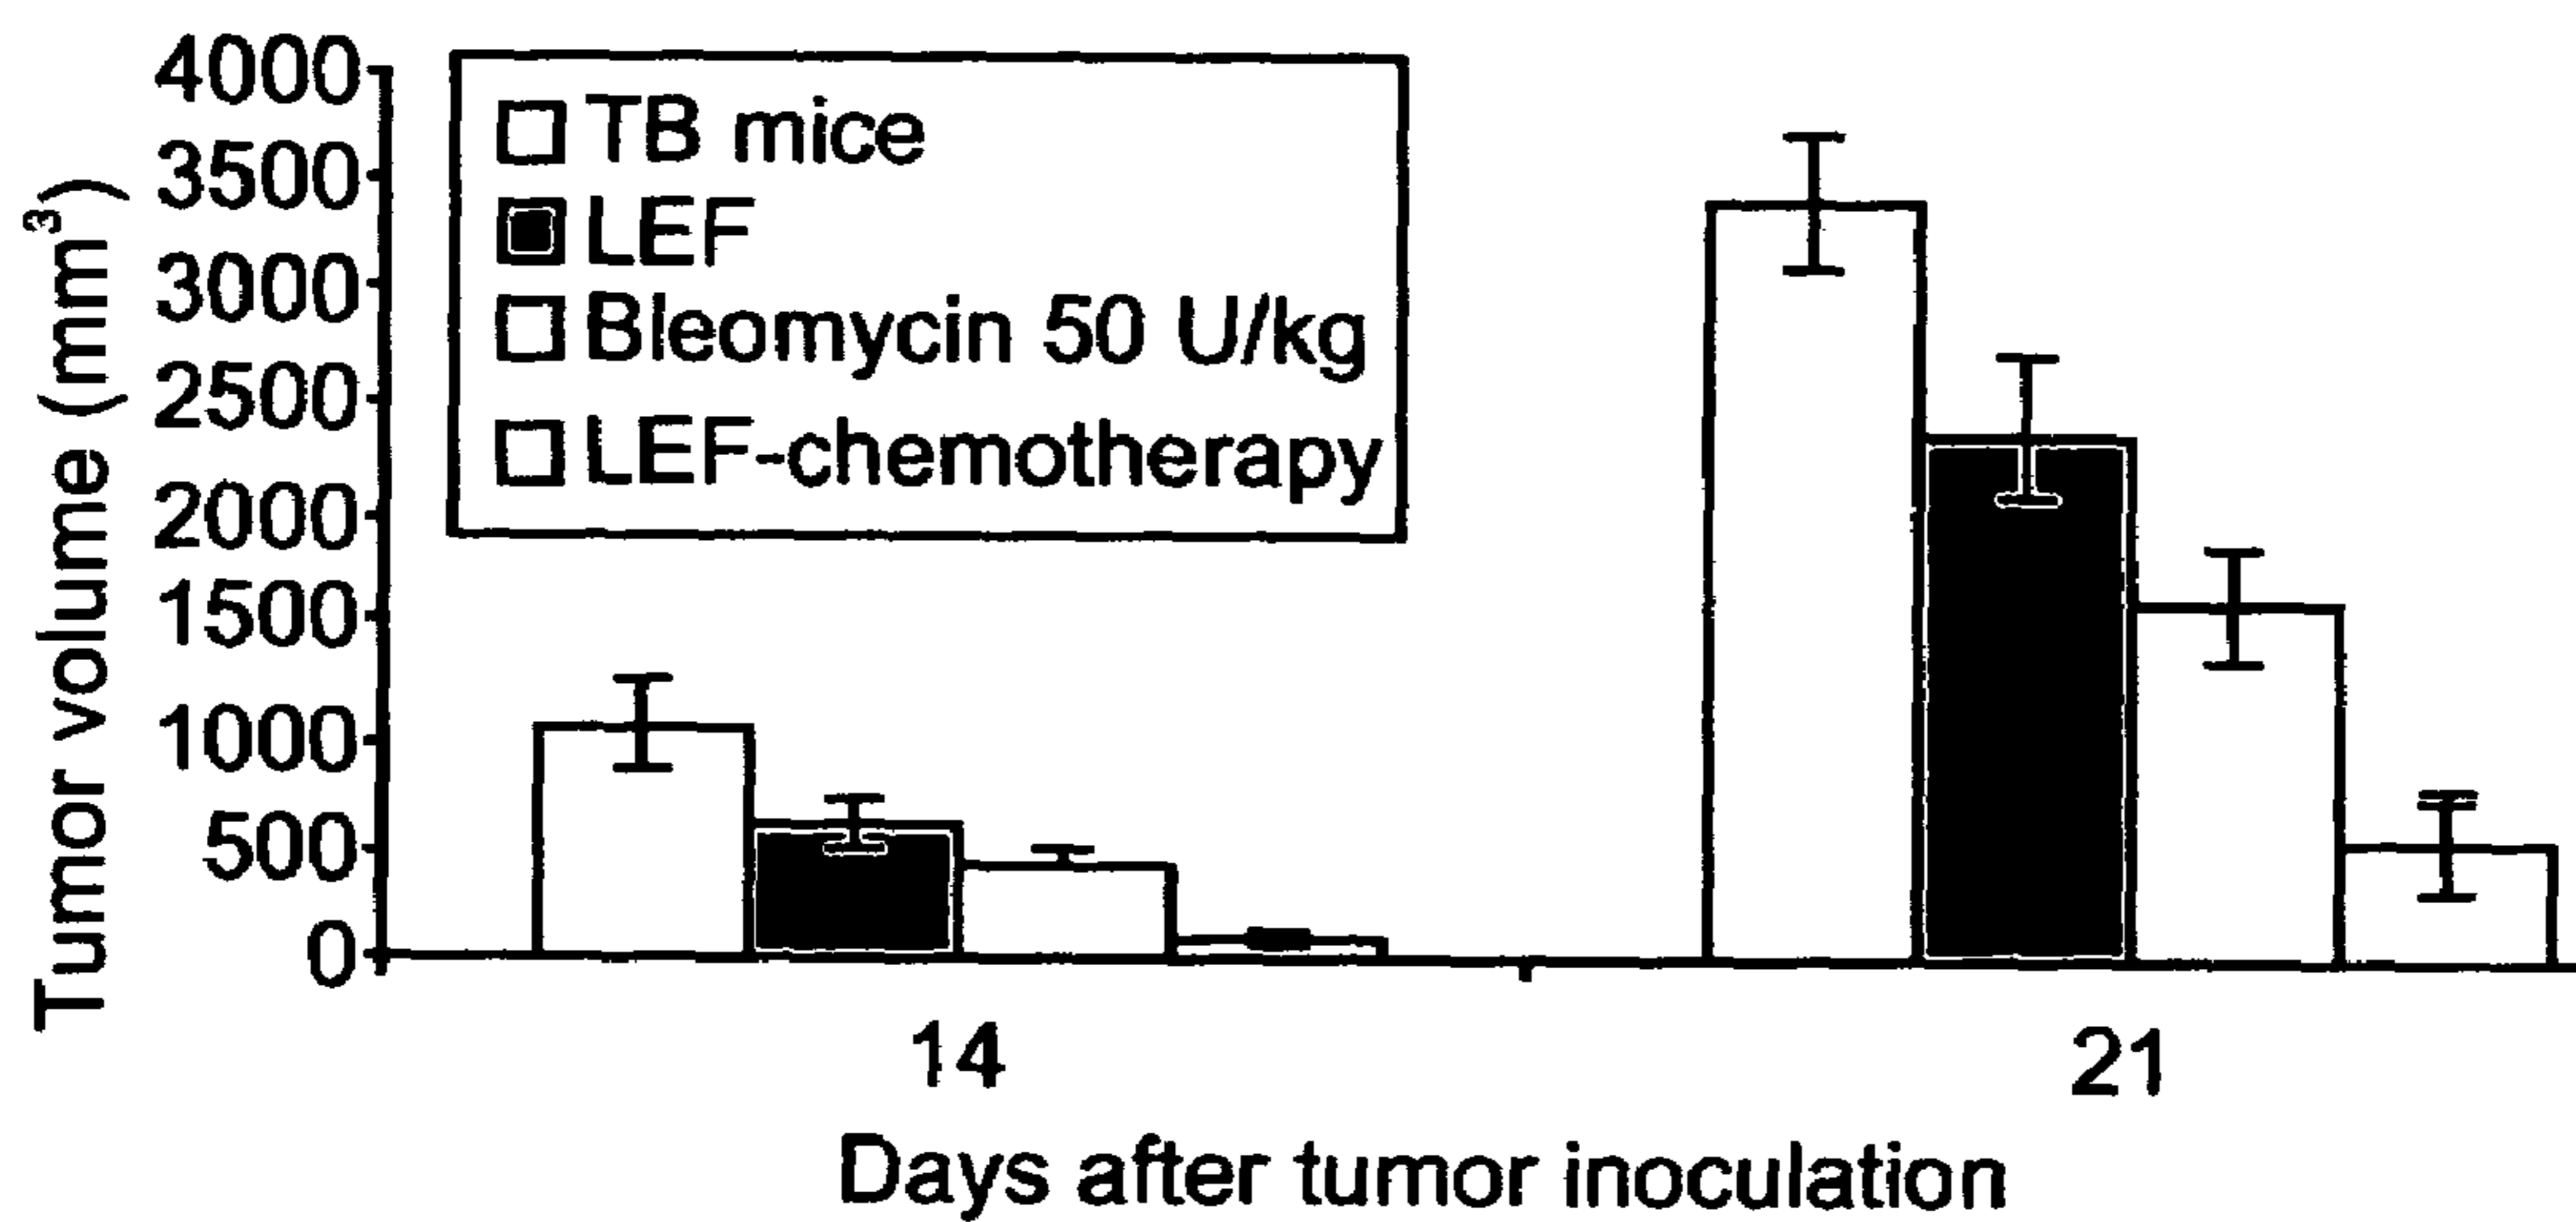 Tumor volume (mm³)
4000
3500
3000
2500
2000
1500
1000
500
0
TB mice
LEF
Bleomycin 50 U/kg
LEF-chemotherapy
14
21
Days after tumor inoculation